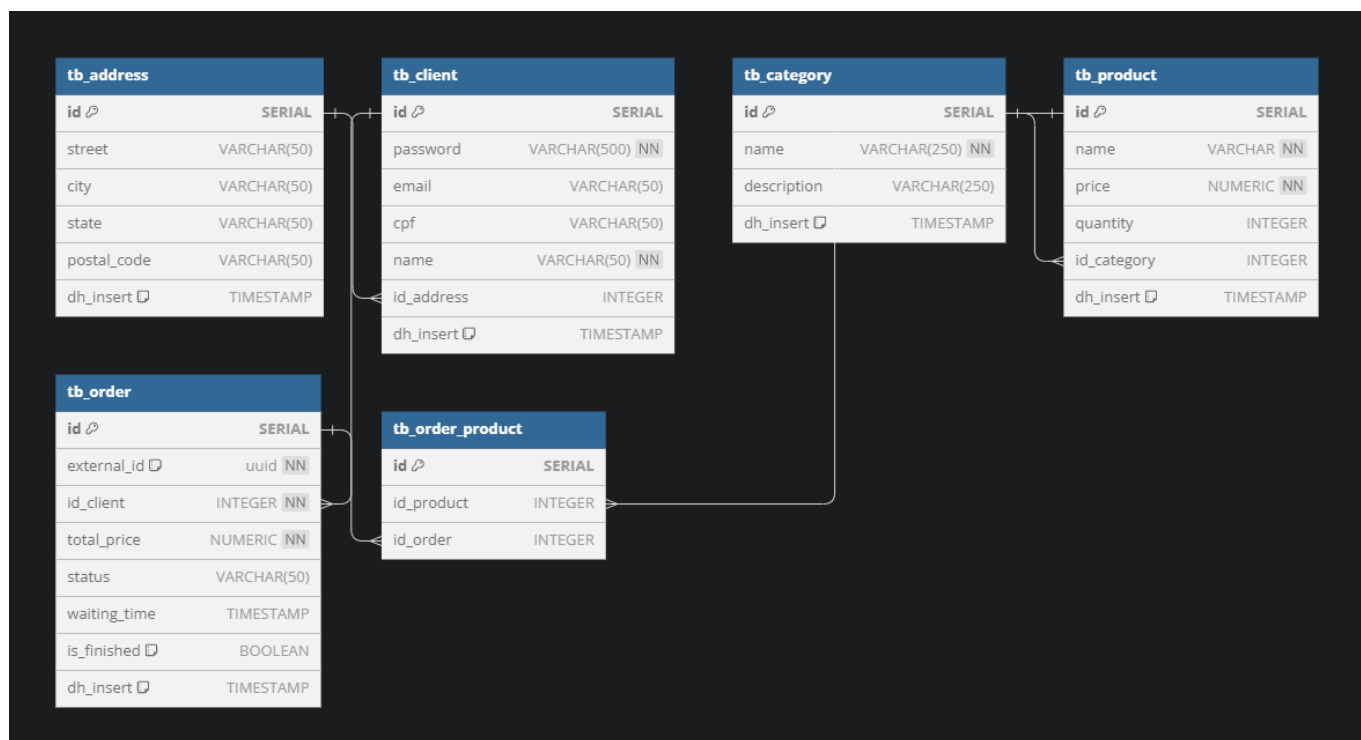 tb_address
id SERIAL
street VARCHAR(50)
city VARCHAR(50)
state VARCHAR(50)
postal_code VARCHAR(50)
dh_insert TIMESTAMP
tb_client
id SERIAL
password VARCHAR(500) NN
email VARCHAR(50)
cpf VARCHAR(50)
name VARCHAR(50) NN
id_address INTEGER
dh_insert TIMESTAMP
tb_category
id SERIAL
name VARCHAR(250) NN
description VARCHAR(250)
dh_insert TIMESTAMP
tb_product
id SERIAL
name VARCHAR NN
price NUMERIC NN
quantity INTEGER
id_category INTEGER
dh_insert TIMESTAMP
tb_order
id SERIAL
external_id uuid NN
id_client INTEGER NN
total_price NUMERIC NN
status VARCHAR(50)
waiting_time TIMESTAMP
is_finished BOOLEAN
dh_insert TIMESTAMP
tb_order_product
id SERIAL
id_product INTEGER
id_order INTEGER